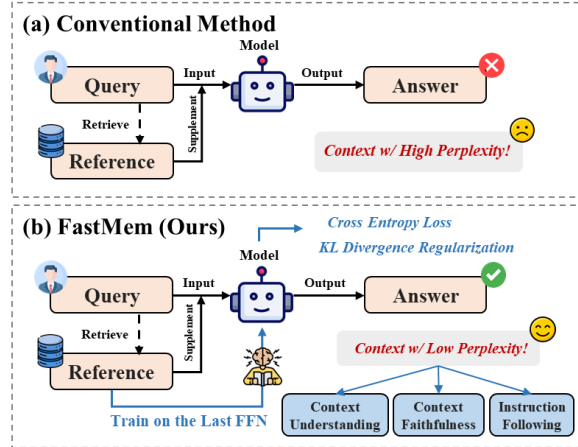 (a) Conventional Method
Model
Query
Input
Output
Answer
Retrieve
Supplement
Reference
Context w/ High Perplexity!
(b) FastMem (Ours)
Cross Entropy Loss
KL Divergence Regularization
Model
Query
Input
Output
Answer
Retrieve
Supplement
Reference
Context w/ Low Perplexity!
Train on the Last FFN
Context
Understanding
Context
Faithfulness
Instruction
Following